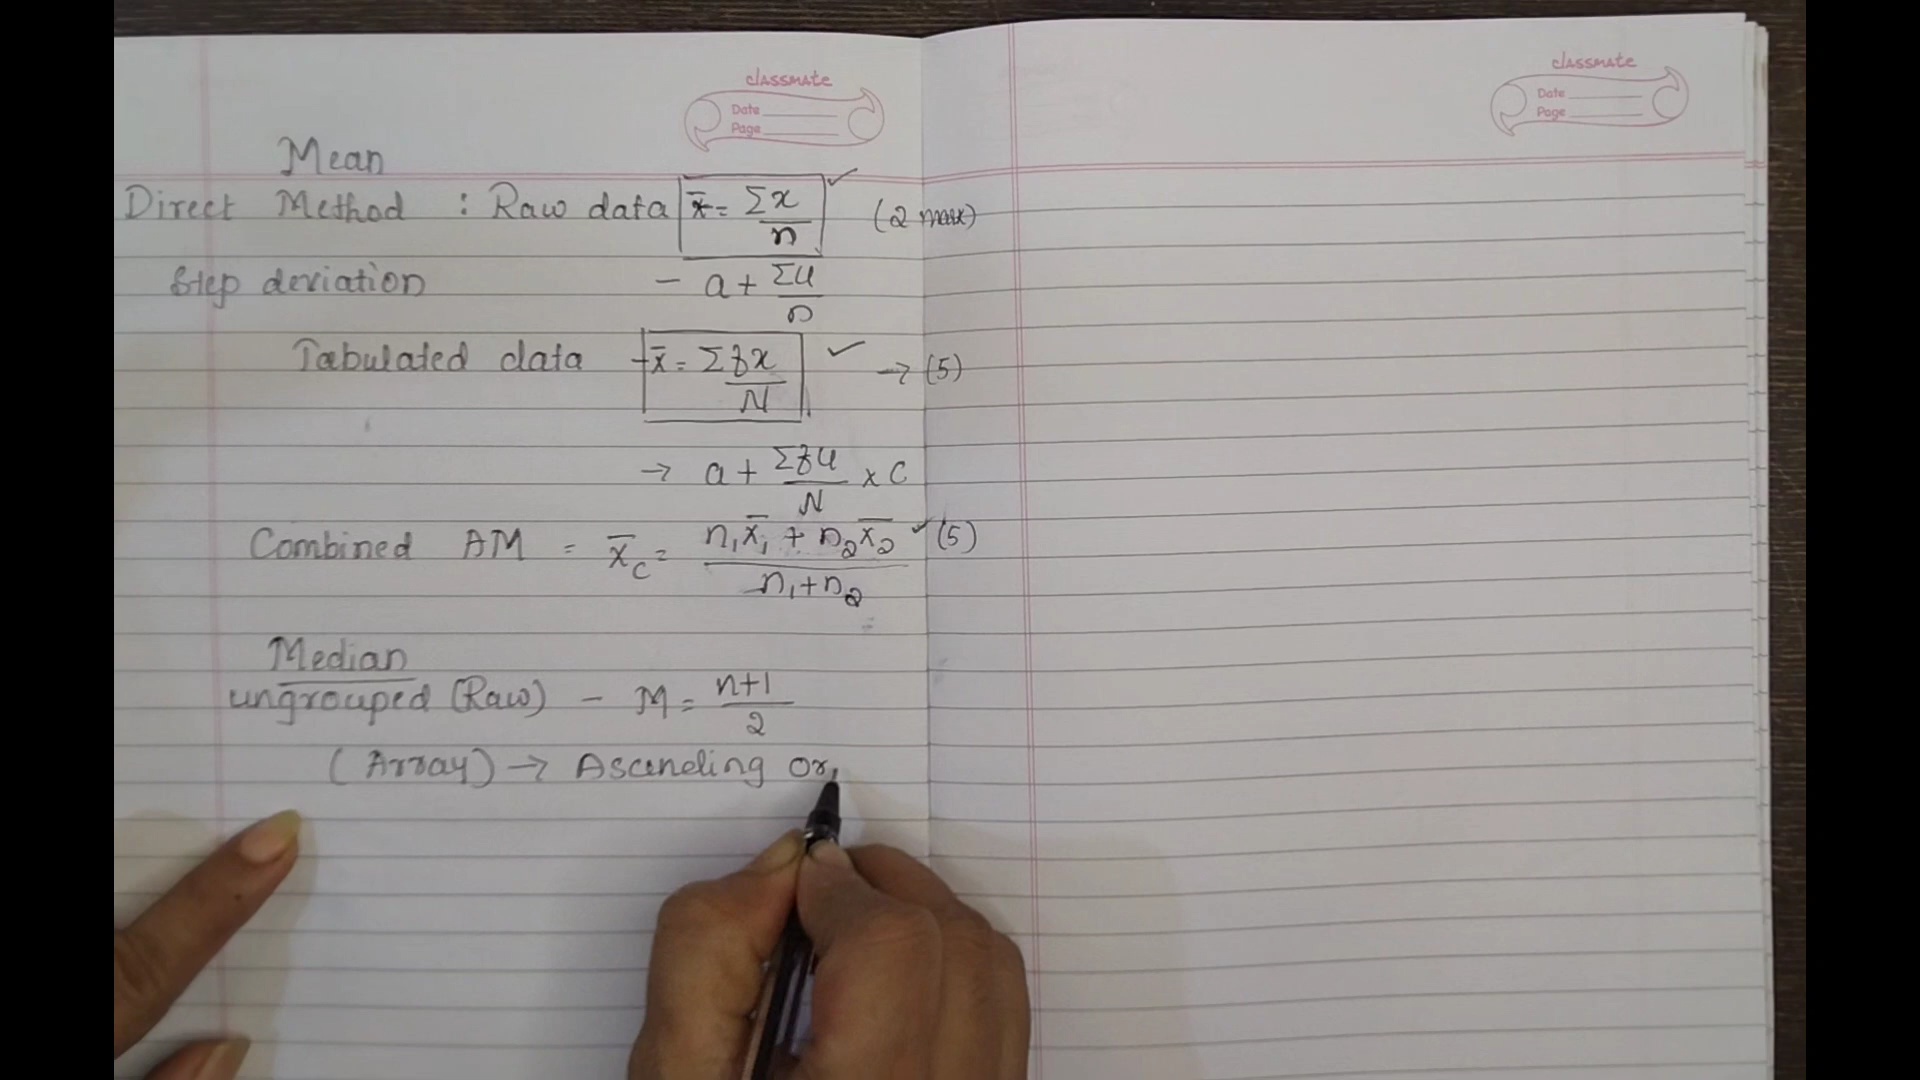 classmate
Date
Page
classmate
Date
Page
Mean
Direct Method : Raw data x̄ = Σx/n ✓ (2 mark)
Step deviation - a + Σu/n
Tabulated data x̄ = Σfx/N ✓ → (5)
→ a + Σfu/N × C
Combined AM = x̄c = n₁x̄₁ + n₂x̄₂ / n₁+n₂ ✓ (5)
Median
ungrouped (Raw) - M = n+1/2
(Array) → Ascending or